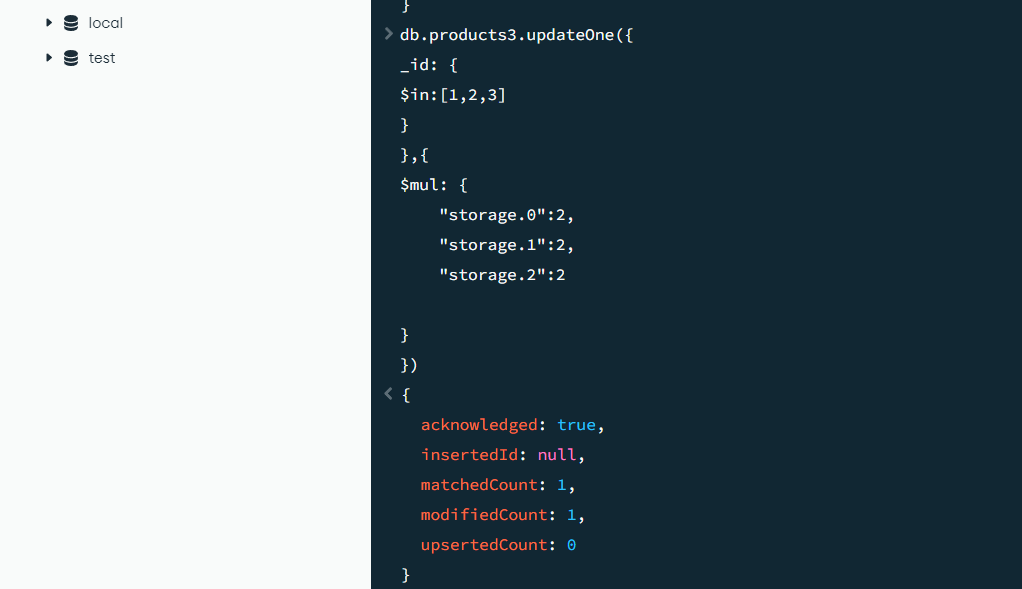 local
test
}
db.products3.updateOne({
_id: {
$in:[1,2,3]
}
},{
$mul: {
    "storage.0":2,
    "storage.1":2,
    "storage.2":2
}
})
{
  acknowledged: true,
  insertedId: null,
  matchedCount: 1,
  modifiedCount: 1,
  upsertedCount: 0
}